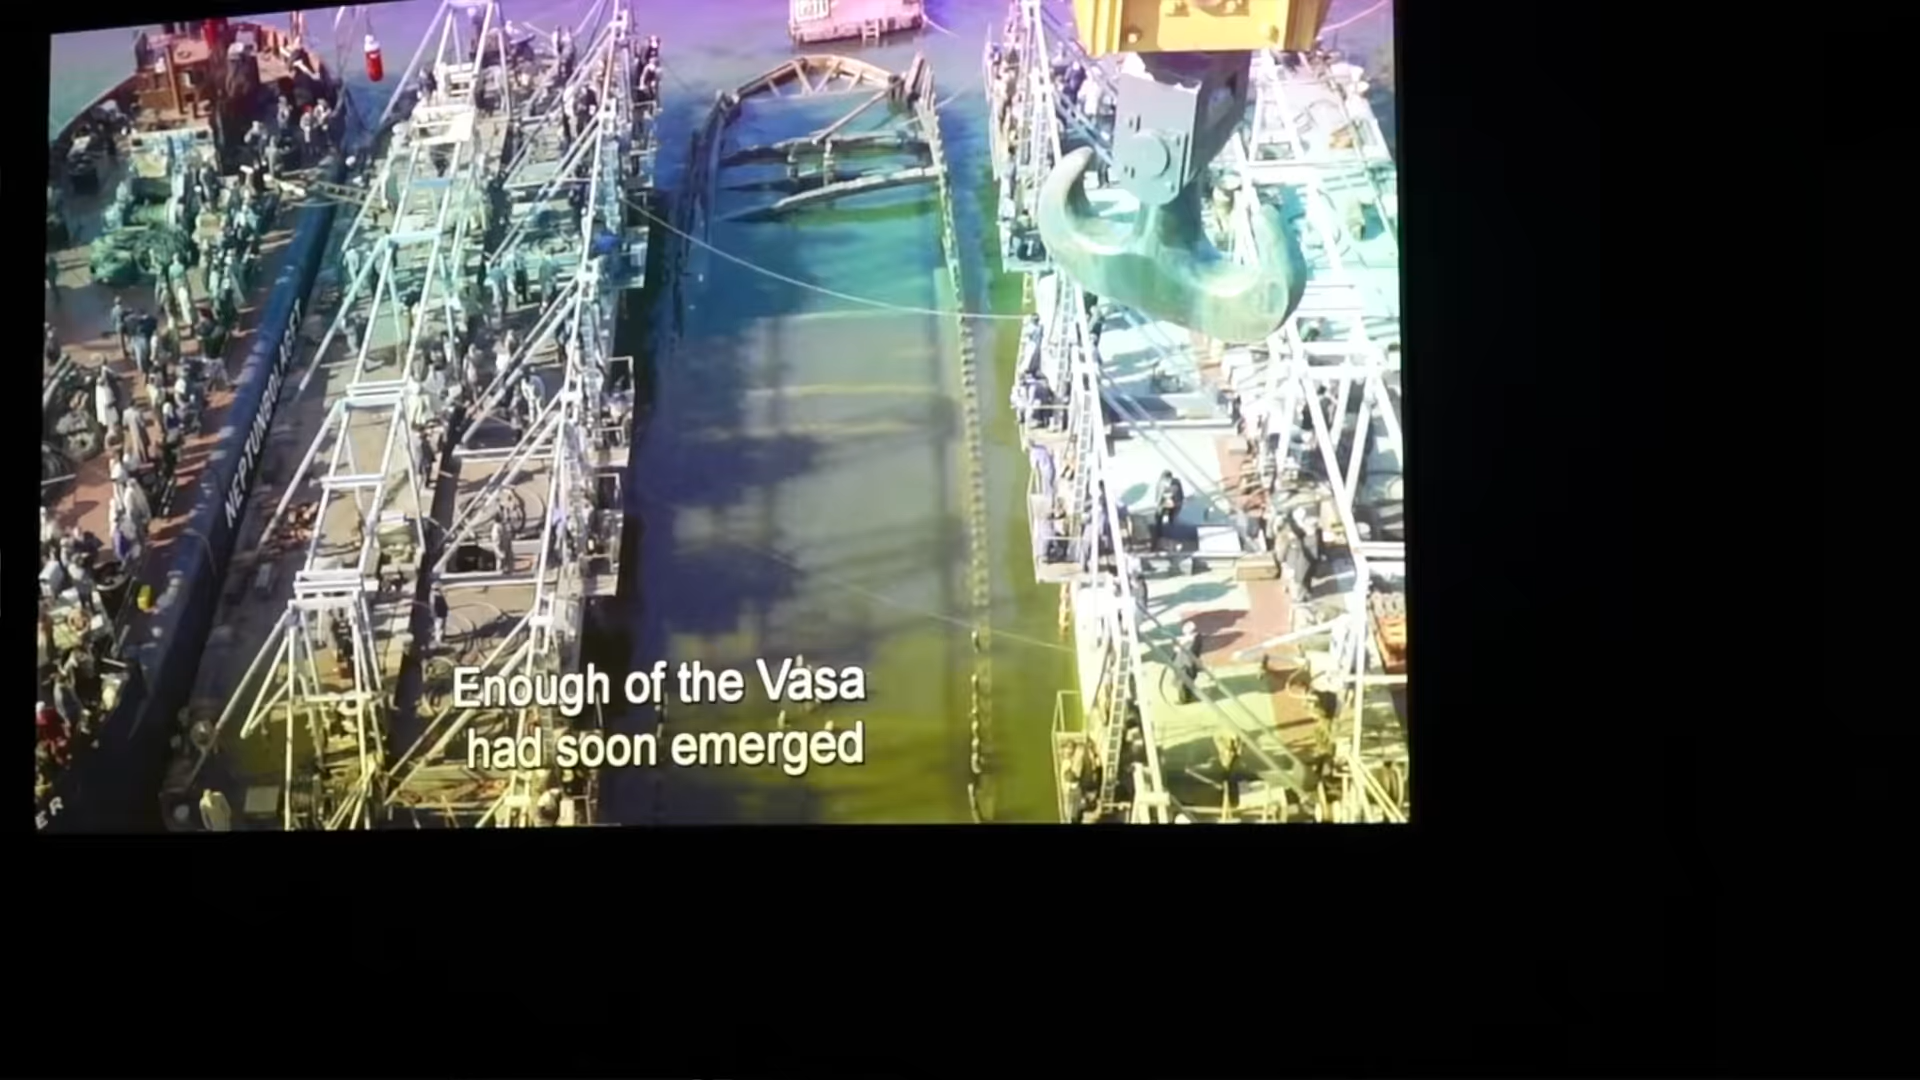 Enough of the Vasa
had soon emerged